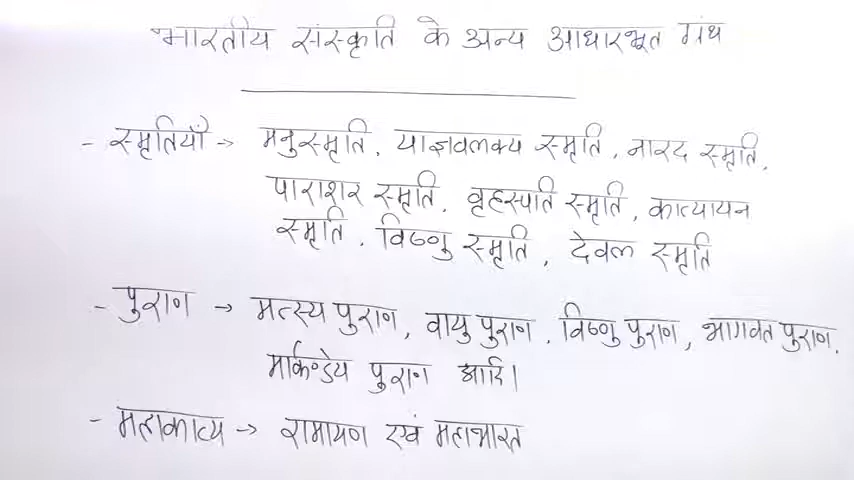 भारतीय संस्कृति के अन्य आधारभूत ग्रंथ
- स्मृतियाँ → मनुस्मृति, याज्ञवलक्य स्मृति, नारद स्मृति,
पाराशर स्मृति, वृहस्पति स्मृति, कात्यायन
स्मृति, विष्णु स्मृति, देवल स्मृति
- पुराण → मत्स्य पुराण, वायु पुराण, विष्णु पुराण, भागवत पुराण,
मार्कण्डेय पुराण आदि।
- महाकाव्य → रामायण एवं महाभारत